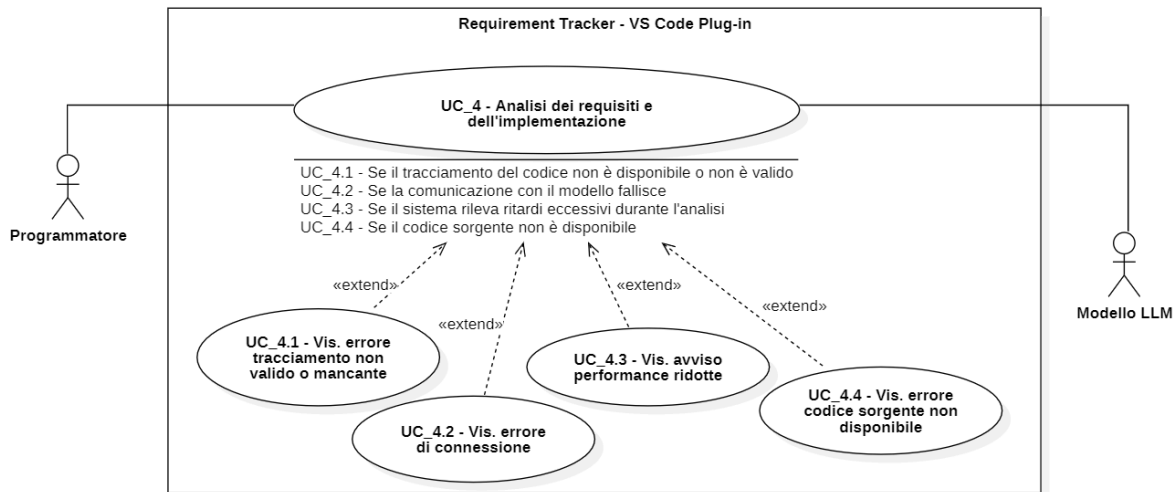 Requirement Tracker - VS Code Plug-in
UC_4 - Analisi dei requisiti e
dell'implementazione
UC_4.1 - Se il tracciamento del codice non è disponibile o non è valido
UC_4.2 - Se la comunicazione con il modello fallisce
UC_4.3 - Se il sistema rileva ritardi eccessivi durante l'analisi
UC_4.4 - Se il codice sorgente non è disponibile
Programmatore
Modello LLM
«extend»
«extend»
«extend»
«extend»
UC_4.1 - Vis. errore
tracciamento non
valido o mancante
UC_4.2 - Vis. errore
di connessione
UC_4.3 - Vis. avviso
performance ridotte
UC_4.4 - Vis. errore
codice sorgente non
disponibile